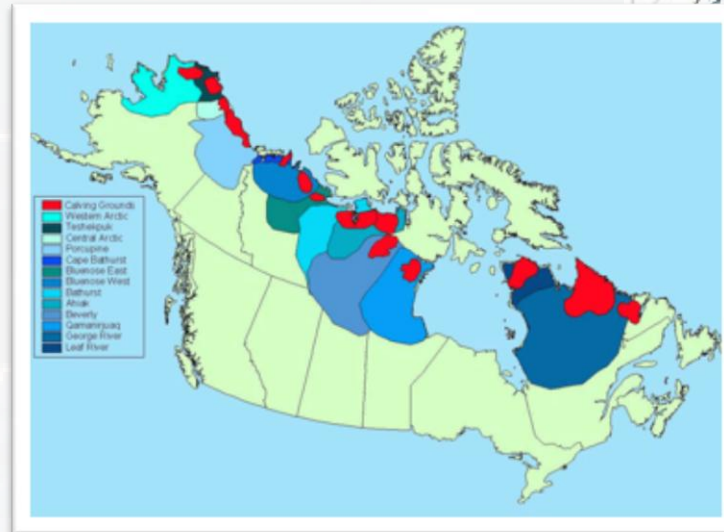 Calving Grounds
Western Arctic
Teshekpuk
Central Arctic
Porcupine
Cape Bathurst
Bluenose East
Bluenose West
Bathurst
Ahiak
Beverly
Qamanirjuaq
George River
Leaf River